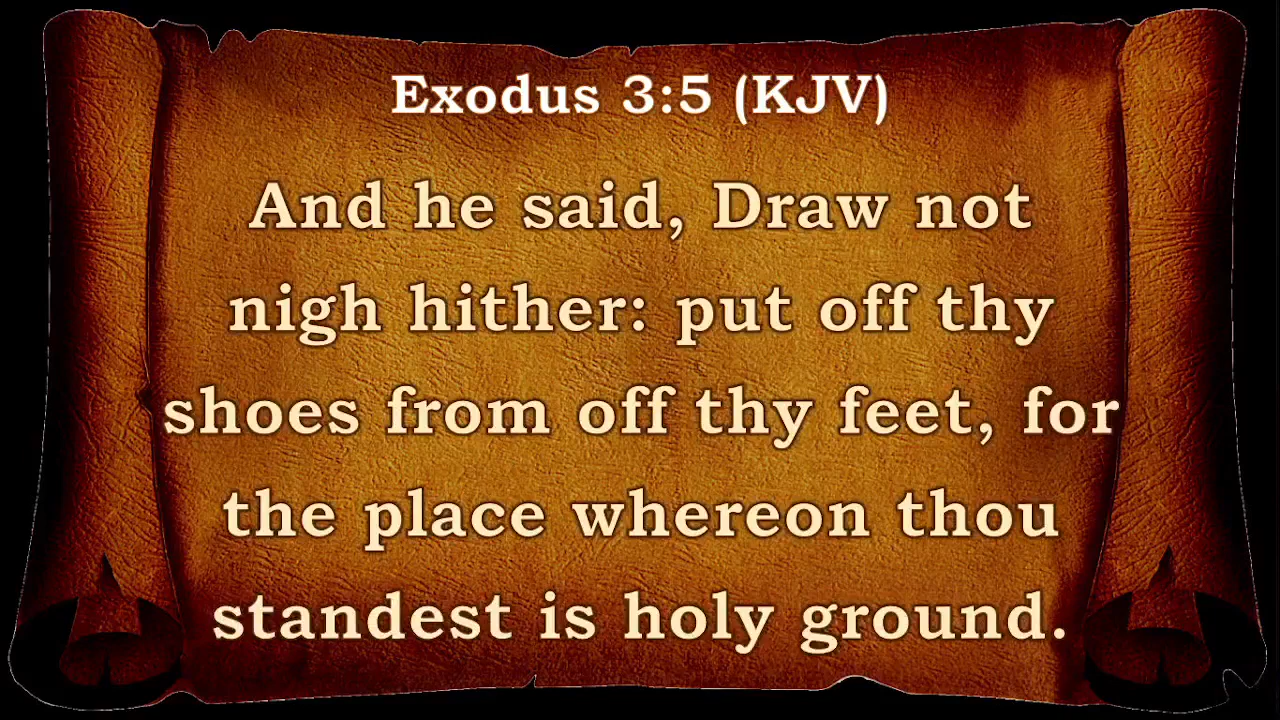 Exodus 3:5 (KJV)
And he said, Draw not
nigh hither: put off thy
shoes from off thy feet, for
the place whereon thou
standest is holy ground.